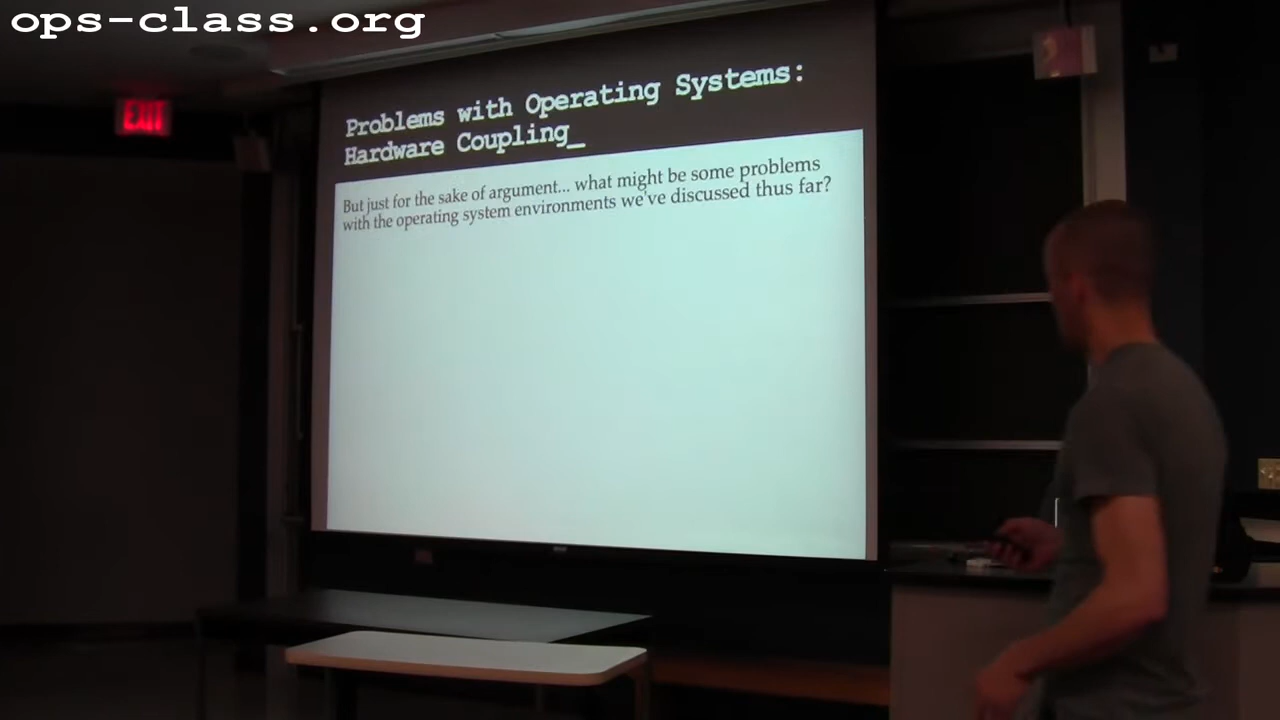 ops-class.org
EXIT
Problems with Operating Systems:
Hardware Coupling_
But just for the sake of argument... what might be some problems
with the operating system environments we've discussed thus far?